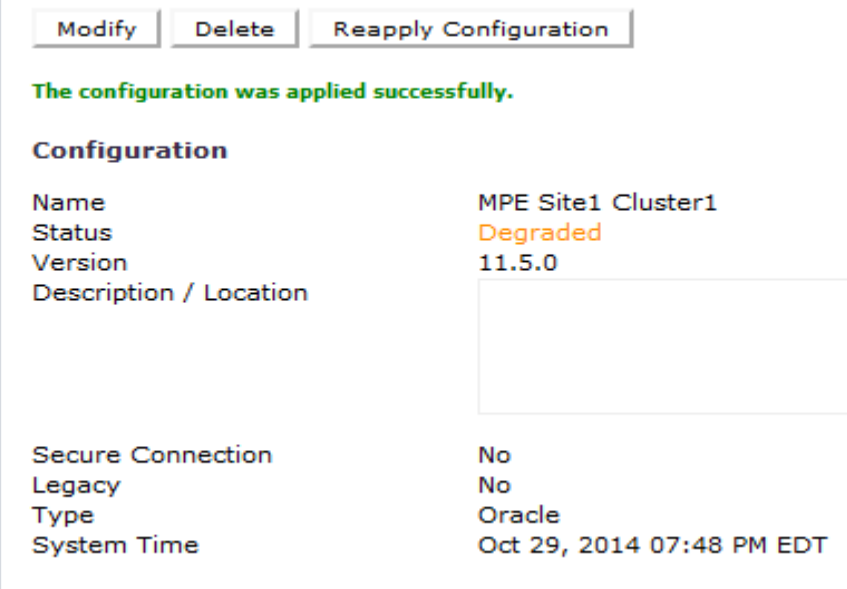 Modify Delete Reapply Configuration
The configuration was applied successfully.
Configuration
Name MPE Site1 Cluster1
Status Degraded
Version 11.5.0
Description / Location
Secure Connection No
Legacy No
Type Oracle
System Time Oct 29, 2014 07:48 PM EDT